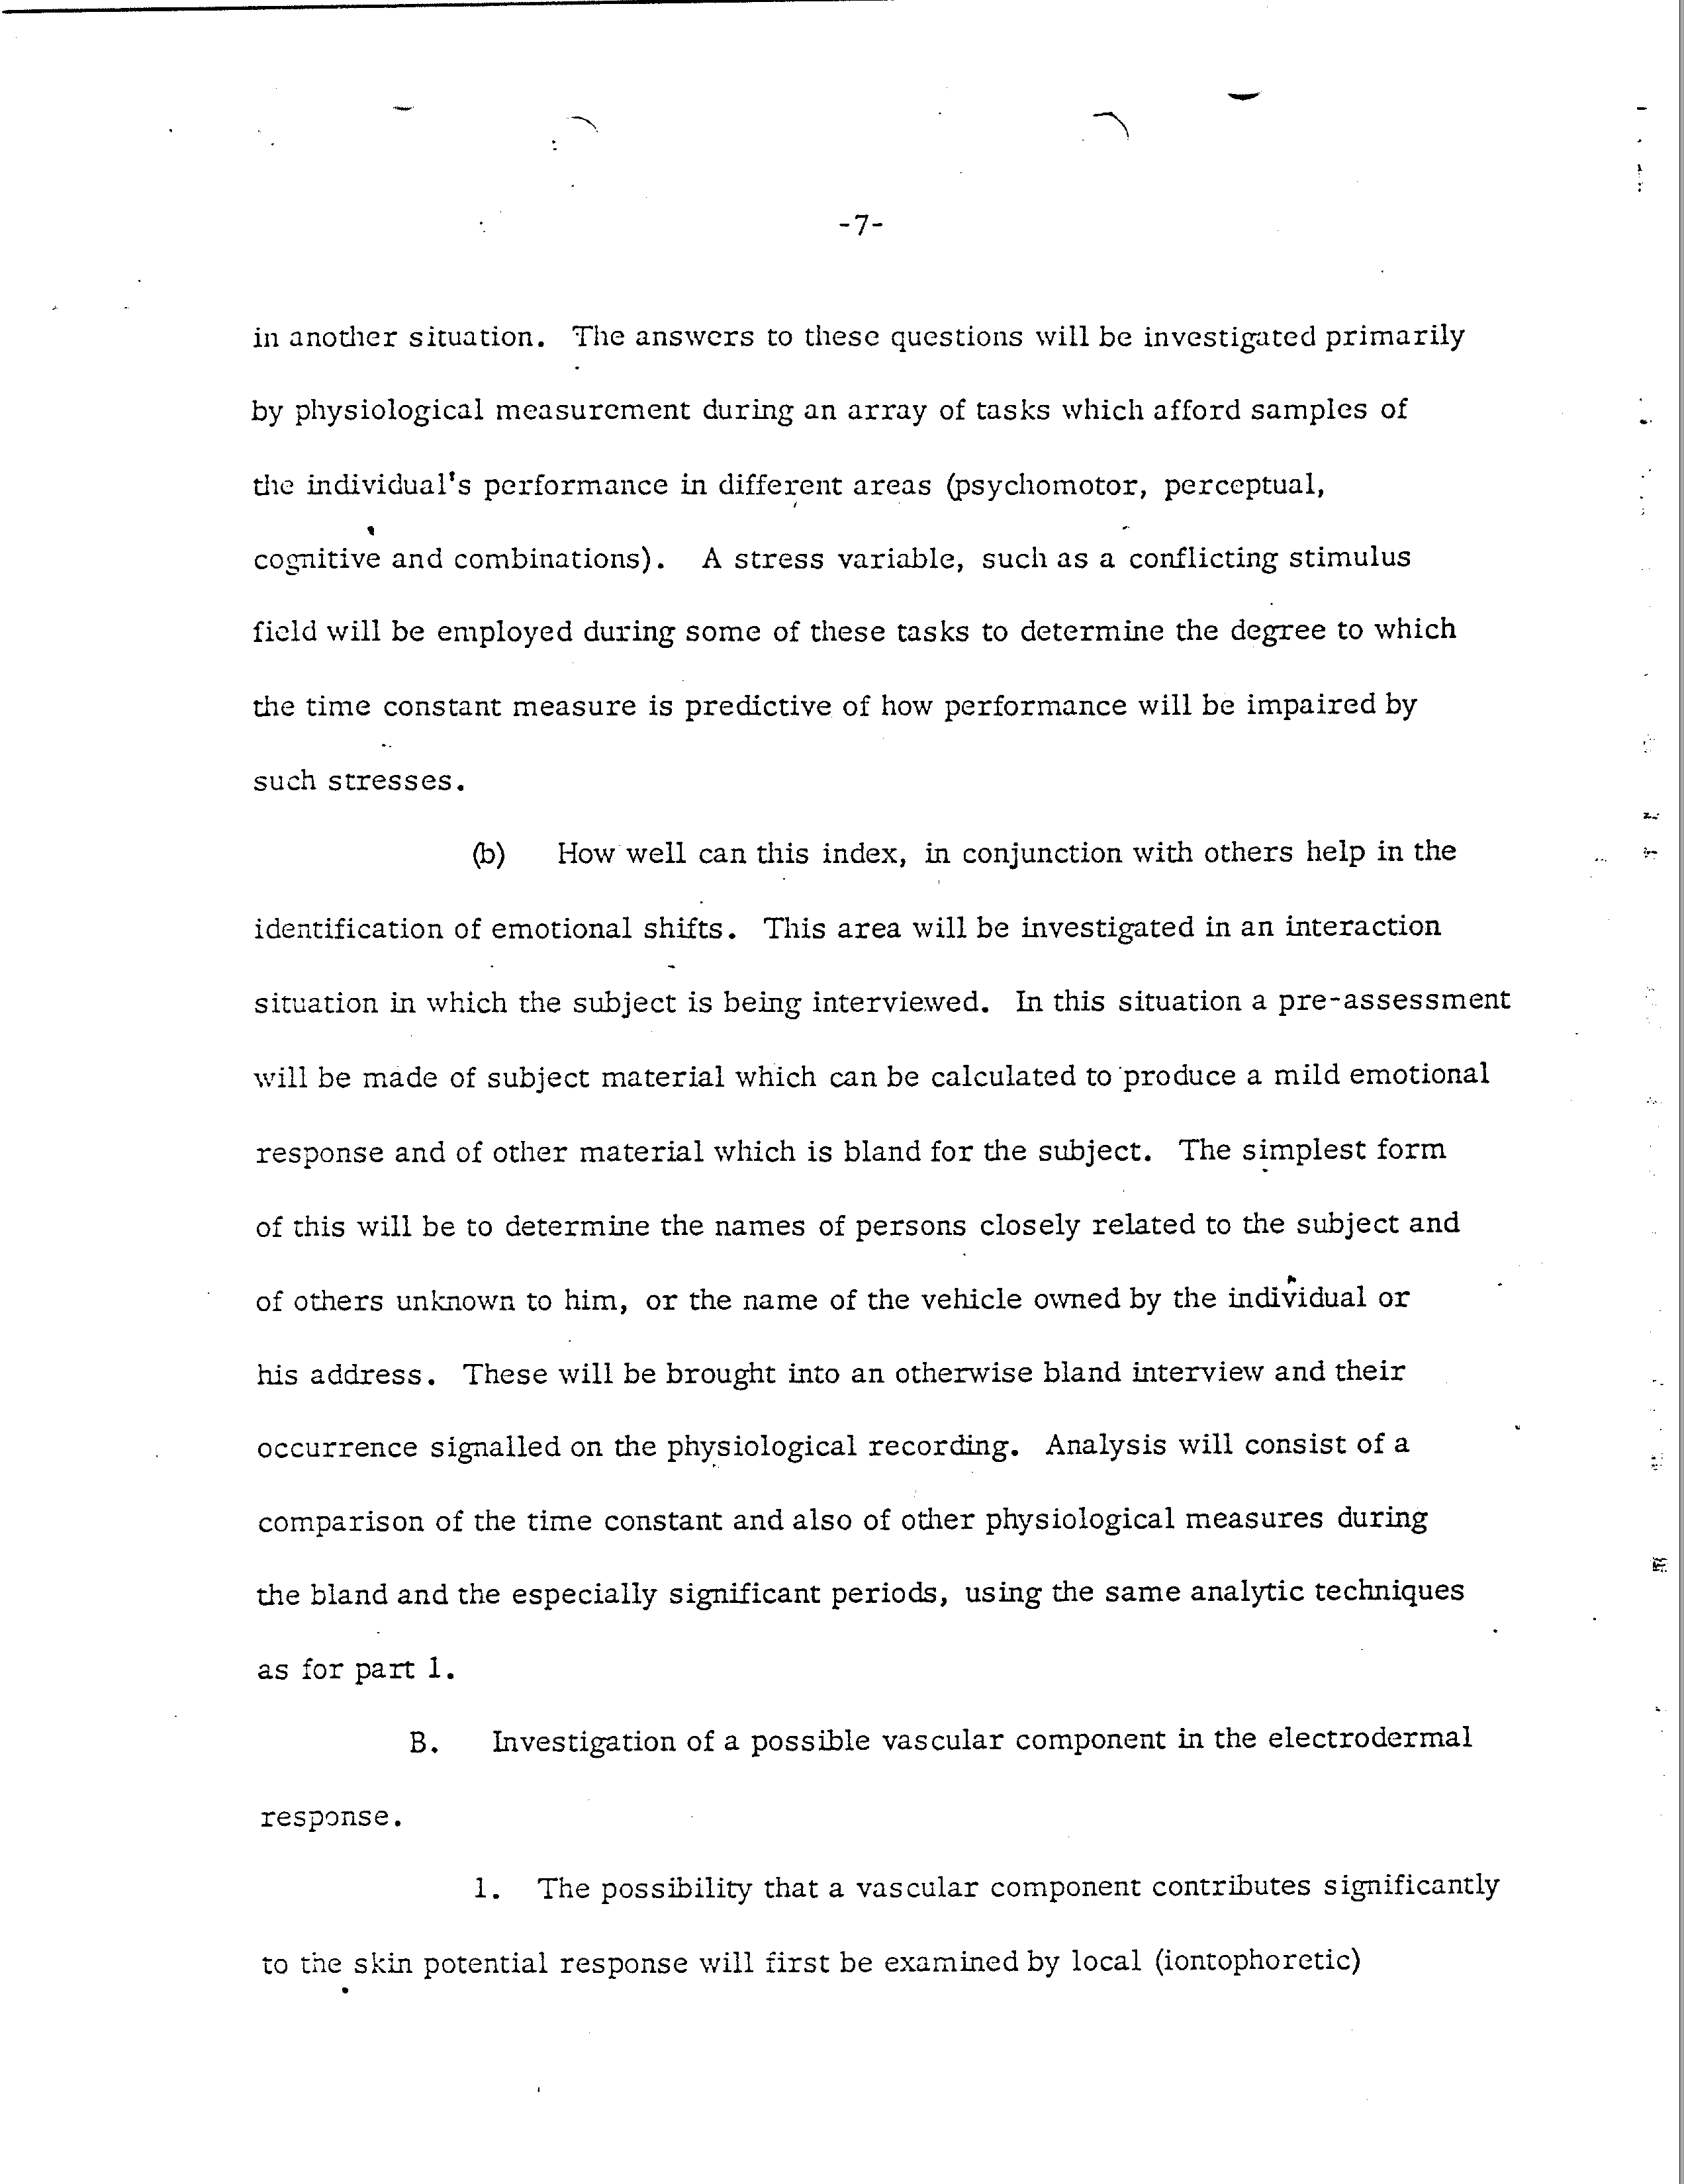 -7-
in another situation. The answers to these questions will be investigated primarily
by physiological measurement during an array of tasks which afford samples of
the individual's performance in different areas (psychomotor, perceptual,
cognitive and combinations). A stress variable, such as a conflicting stimulus
field will be employed during some of these tasks to determine the degree to which
the time constant measure is predictive of how performance will be impaired by
such stresses.
(b) How well can this index, in conjunction with others help in the
identification of emotional shifts. This area will be investigated in an interaction
situation in which the subject is being interviewed. In this situation a pre-assessment
will be made of subject material which can be calculated to produce a mild emotional
response and of other material which is bland for the subject. The simplest form
of this will be to determine the names of persons closely related to the subject and
of others unknown to him, or the name of the vehicle owned by the individual or
his address. These will be brought into an otherwise bland interview and their
occurrence signalled on the physiological recording. Analysis will consist of a
comparison of the time constant and also of other physiological measures during
the bland and the especially significant periods, using the same analytic techniques
as for part 1.
B. Investigation of a possible vascular component in the electrodermal
response.
1. The possibility that a vascular component contributes significantly
to the skin potential response will first be examined by local (iontophoretic)